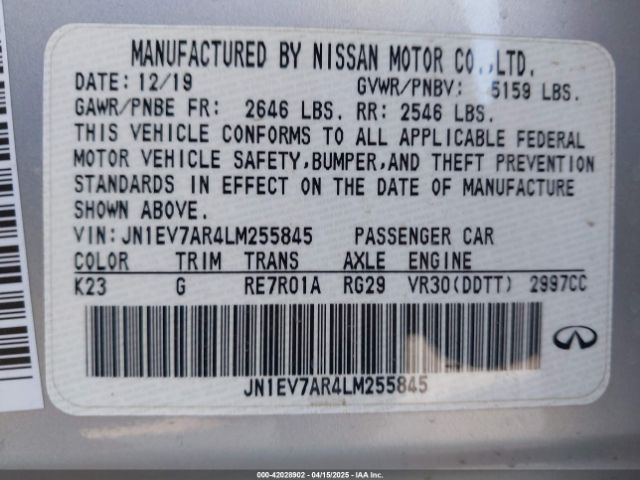 MANUFACTURED BY NISSAN MOTOR CO.,LTD.
DATE: 12/19 GVWR/PNBV: 5159 LBS.
GAWR/PNBE FR: 2646 LBS. RR: 2546 LBS.
THIS VEHICLE CONFORMS TO ALL APPLICABLE FEDERAL
MOTOR VEHICLE SAFETY,BUMPER,AND THEFT PREVENTION
STANDARDS IN EFFECT ON THE DATE OF MANUFACTURE
SHOWN ABOVE.
VIN:JN1EV7AR4LM255845 PASSENGER CAR
COLOR TRIM TRANS AXLE ENGINE
K23 G RE7R01A RG29 VR30(DDTT) 2997CC
JN1EV7AR4LM255845
000-42028902 - 04/15/2025 - IAAI.COM